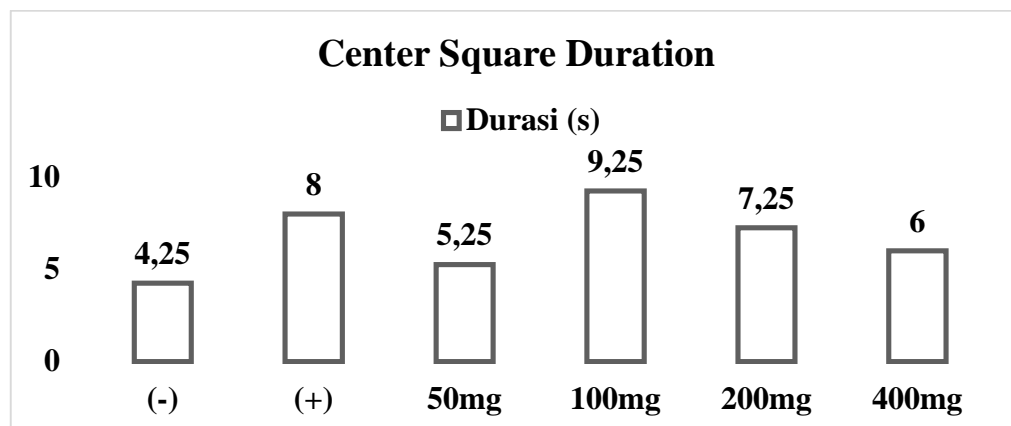 Center Square Duration
Durasi (s)
10
5
0
4,25
8
5,25
9,25
7,25
6
(-)
(+)
50mg
100mg
200mg
400mg